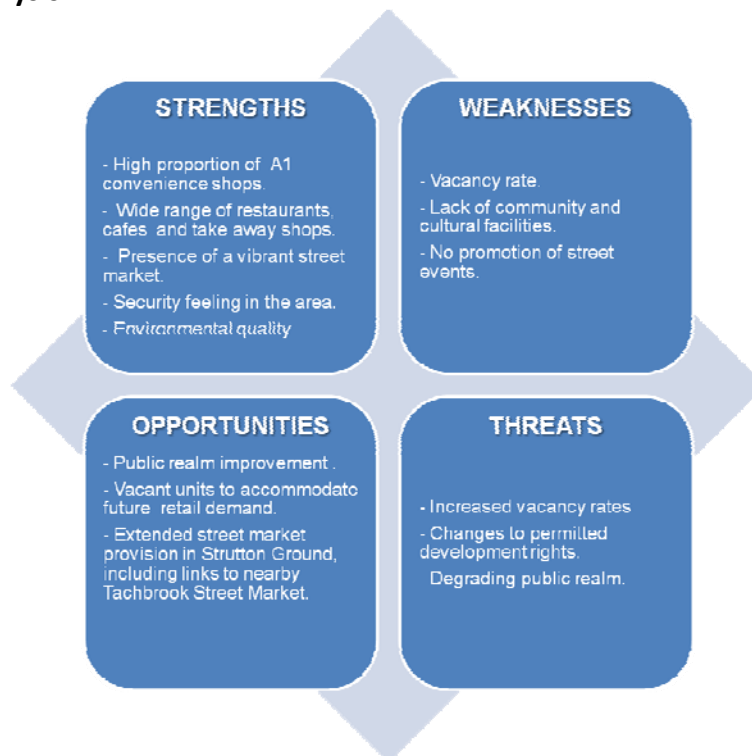 STRENGTHS
- High proportion of A1
convenience shops.
- Wide range of restaurants,
cafes and take away shops.
- Presence of a vibrant street
market.
- Security feeling in the area.
- Environmental quality
WEAKNESSES
- Vacancy rate.
- Lack of community and
cultural facilities.
- No promotion of street
events.
OPPORTUNITIES
- Public realm improvement .
- Vacant units to accommodate
future retail demand.
- Extended street market
provision in Strutton Ground,
including links to nearby
Tachbrook Street Market.
THREATS
- Increased vacancy rates
- Changes to permitted
development rights.
Degrading public realm.